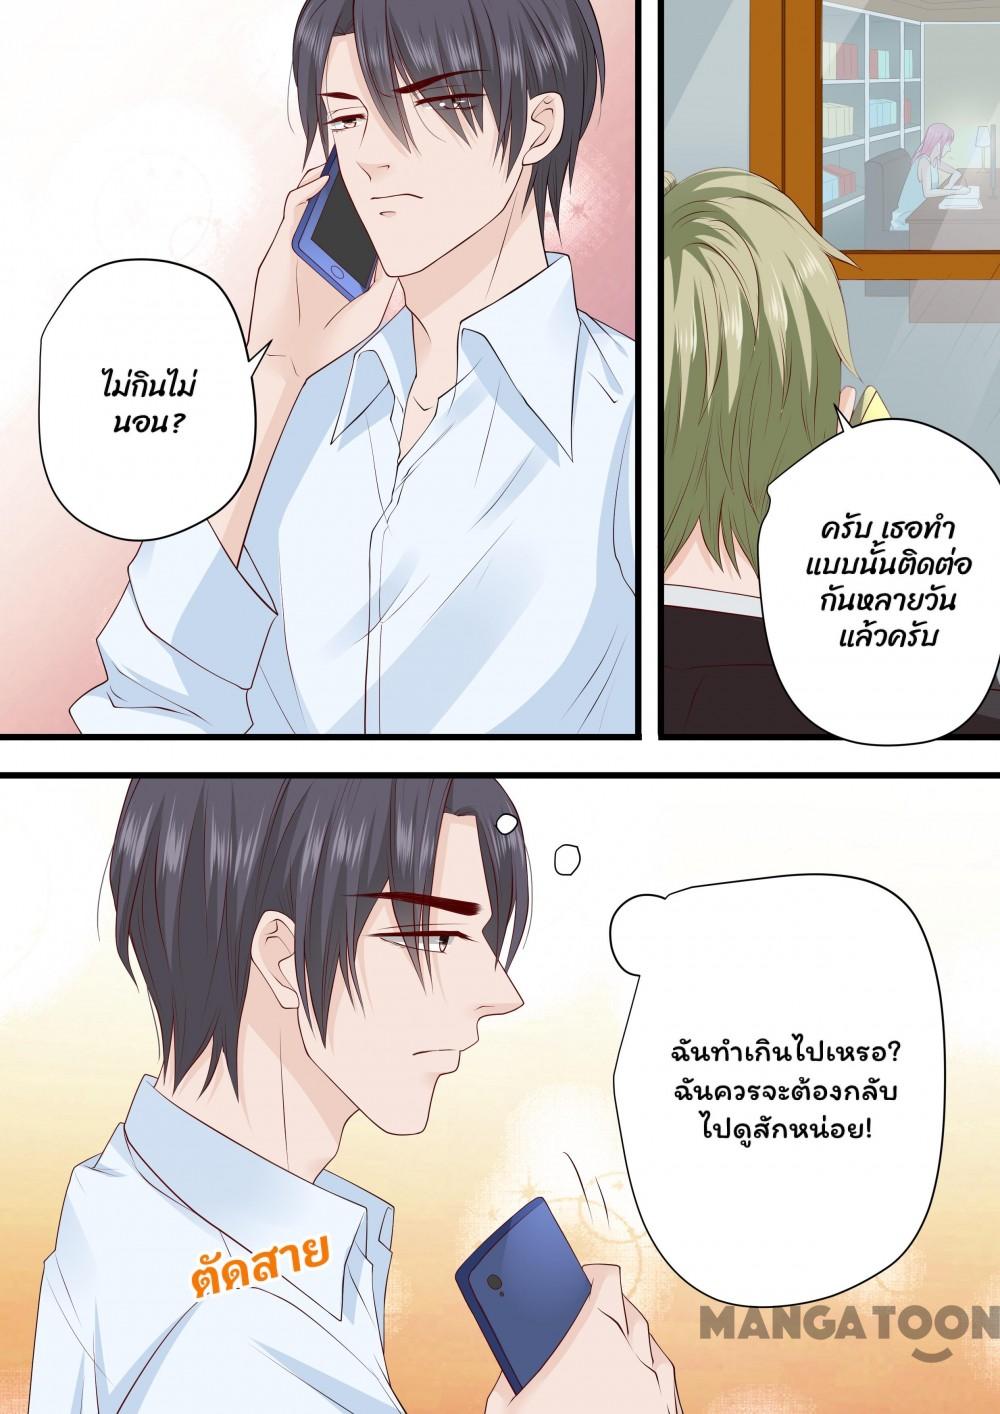 ไม่กินไม่
นอน?
ครับ เธอทำ
แบบนั้นติดต่อ
กันหลายวัน
แล้วครับ
ฉันทำเกินไปเหรอ?
ฉันควรจะต้องกลับ
ไปดูสักหน่อย!
ตัดสาย
MANGATOON